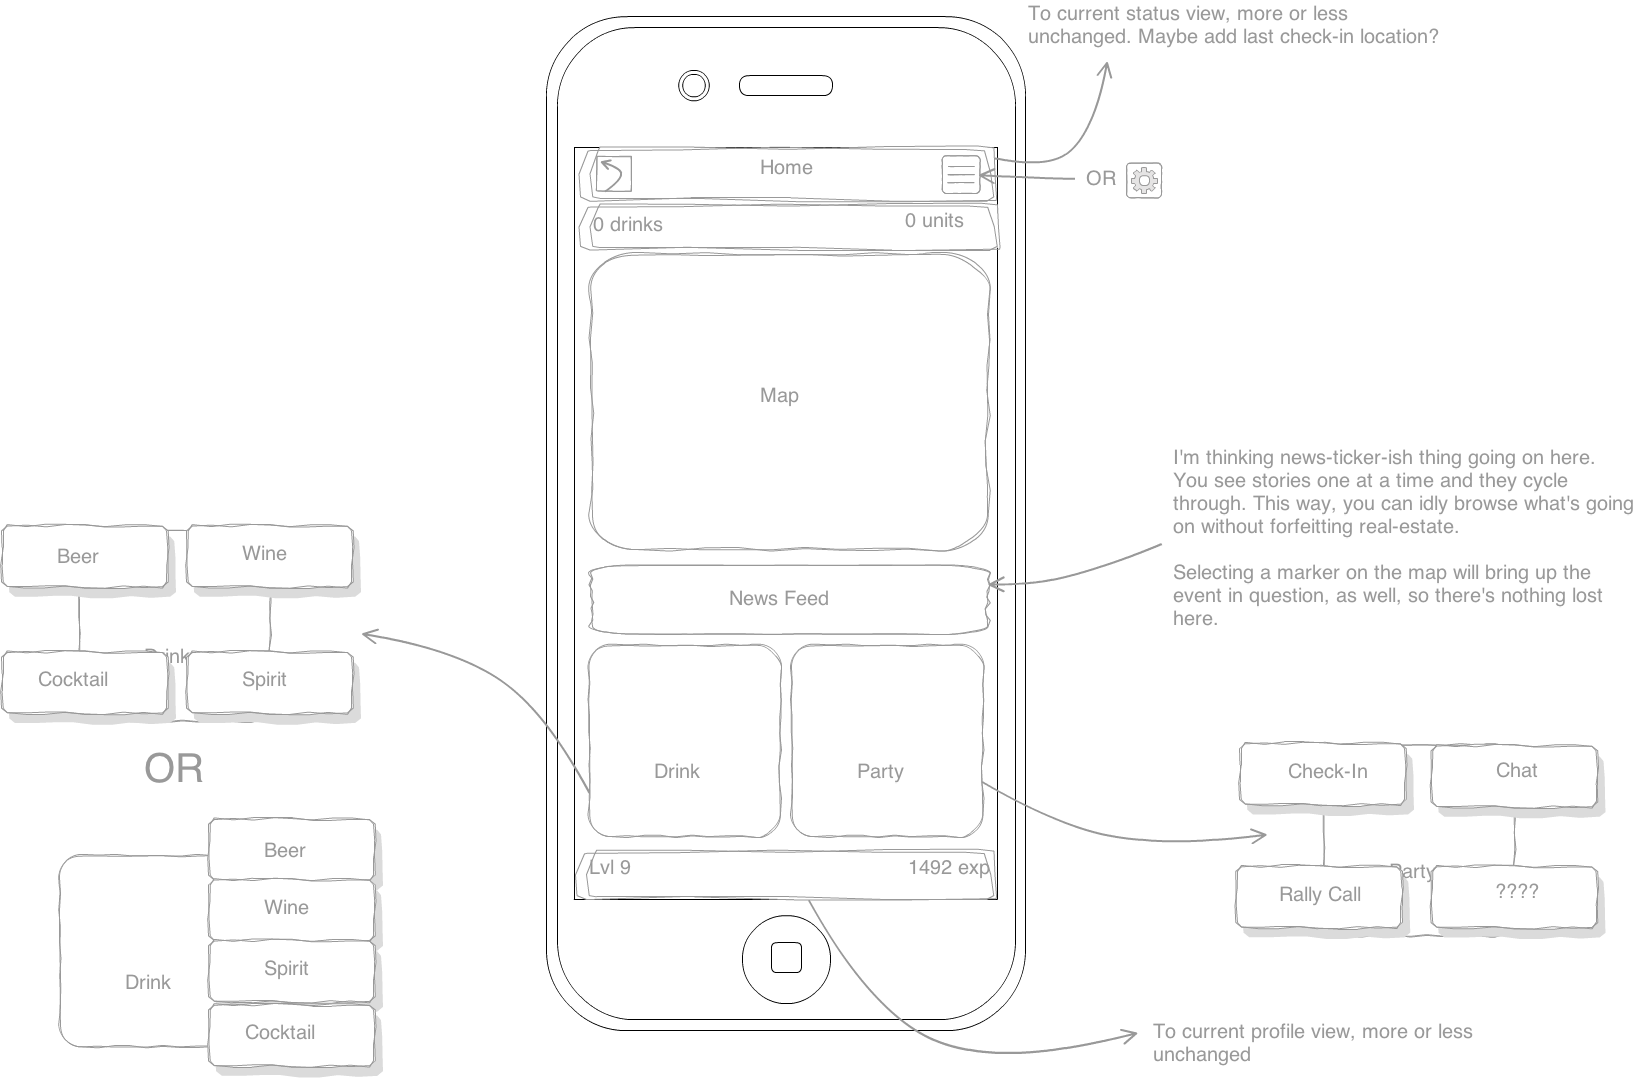 To current status view, more or less
unchanged. Maybe add last check-in location?
Home
OR
0 drinks
0 units
Map
I'm thinking news-ticker-ish thing going on here.
You see stories one at a time and they cycle
through. This way, you can idly browse what's going
on without forfeitting real-estate.
Selecting a marker on the map will bring up the
event in question, as well, so there's nothing lost
here.
News Feed
Beer
Wine
Drink
Cocktail
Spirit
OR
Beer
Wine
Spirit
Cocktail
Drink
Drink
Party
Check-In
Chat
Party
Rally Call
????
Lvl 9
1492 exp
To current profile view, more or less
unchanged